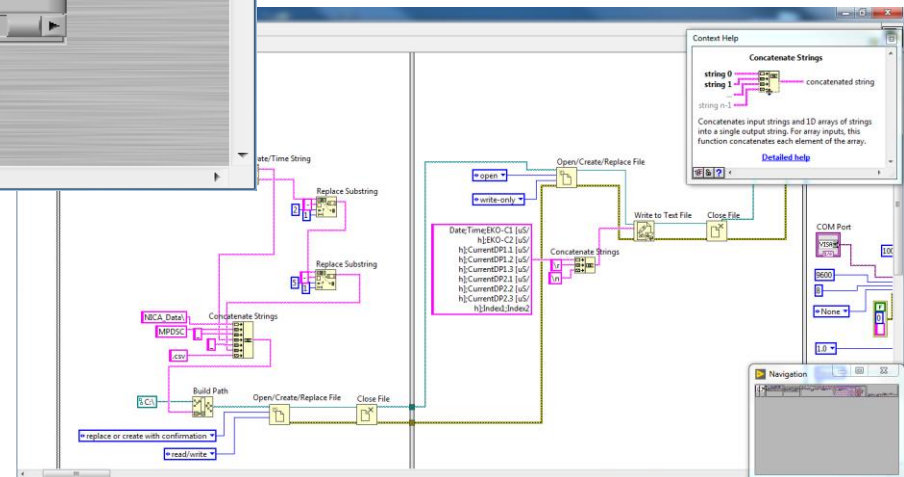 Context Help
Concatenate Strings
string 0
string 1
...
string n-1
concatenated string
Concatenates input strings and 1D arrays of strings
into a single output string. For array inputs, this
function concatenates each element of the array.
Detailed help
?
ate/Time String
Replace Substring
2
1
Replace Substring
5
1
NICA_Data\
MPDSC
_
_
.csv
Concatenate Strings
C:\
Build Path
Open/Create/Replace File
Close File
replace or create with confirmation
read/write
Open/Create/Replace File
open
write-only
Write to Text File
Close File
Date;Time;EKO-C1 [uS/
h];EKO-C2 [uS/
h];CurrentDP1.1 [uS/
h];CurrentDP1.2 [uS/
h];CurrentDP1.3 [uS/
h];CurrentDP2.1 [uS/
h];CurrentDP2.2 [uS/
h];CurrentDP2.3 [uS/
h];Index1;Index2
Concatenate Strings
\r
\n
COM Port
VISA
100
9600
8
None
0
1.0
Navigation